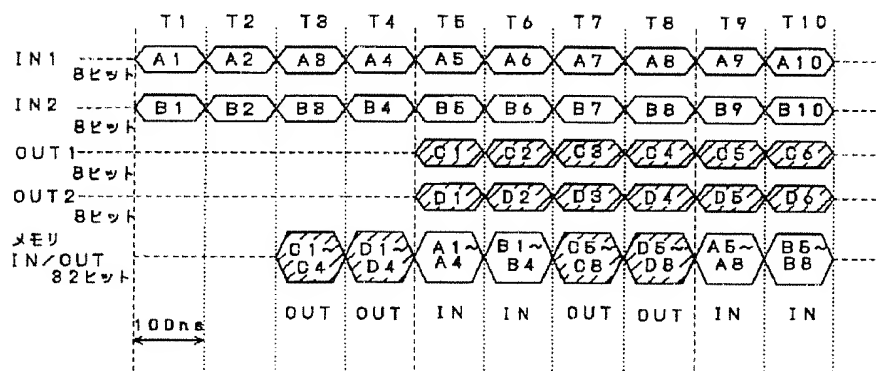 T1 T2 T3 T4 T5 T6 T7 T8 T9 T10
IN1 A1 A2 A3 A4 A5 A6 A7 A8 A9 A10
8ビット
IN2 B1 B2 B3 B4 B5 B6 B7 B8 B9 B10
8ビット
OUT1 C1 C2 C3 C4 C5 C6
8ビット
OUT2 D1 D2 D3 D4 D5 D6
8ビット
メモリ
IN/OUT C1~C4 D1~D4 A1~A4 B1~B4 C5~C8 D5~D8 A5~A8 B5~B8
32ビット
OUT OUT IN IN OUT OUT IN IN
100ns